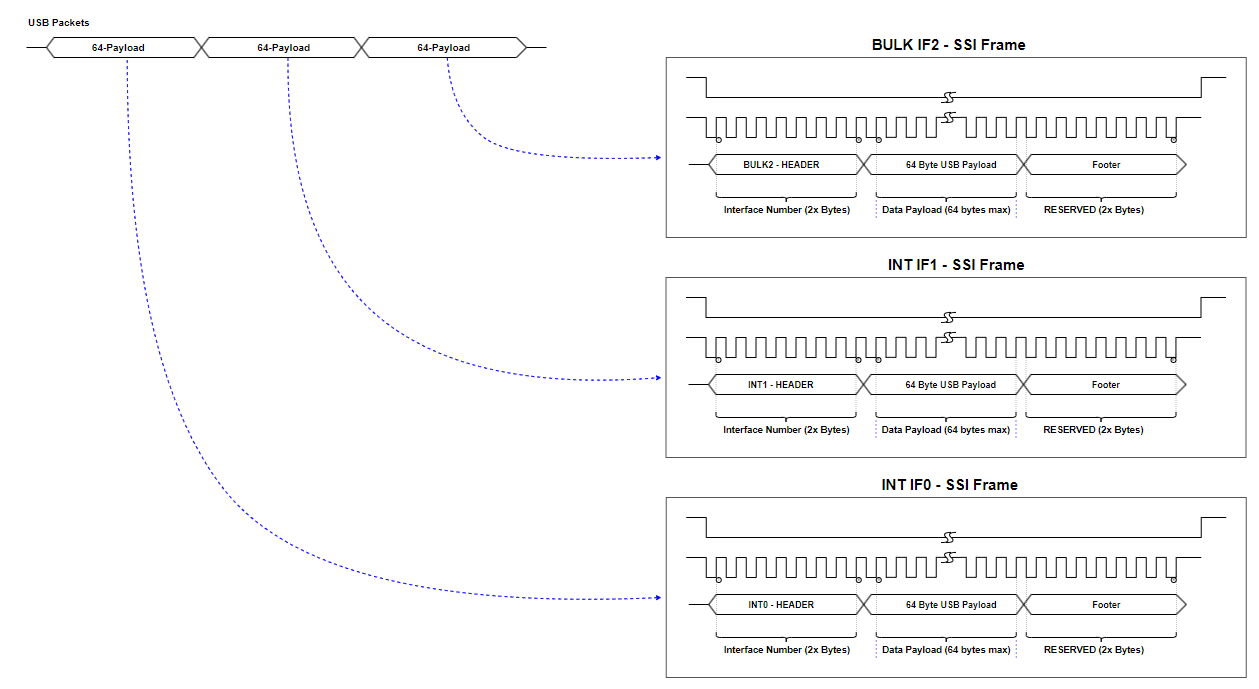 USB Packets
64-Payload 64-Payload 64-Payload
BULK IF2 - SSI Frame
BULK2 - HEADER 64 Byte USB Payload Footer
Interface Number (2x Bytes) Data Payload (64 bytes max) RESERVED (2x Bytes)
INT IF1 - SSI Frame
INT1 - HEADER 64 Byte USB Payload Footer
Interface Number (2x Bytes) Data Payload (64 bytes max) RESERVED (2x Bytes)
INT IF0 - SSI Frame
INT0 - HEADER 64 Byte USB Payload Footer
Interface Number (2x Bytes) Data Payload (64 bytes max) RESERVED (2x Bytes)